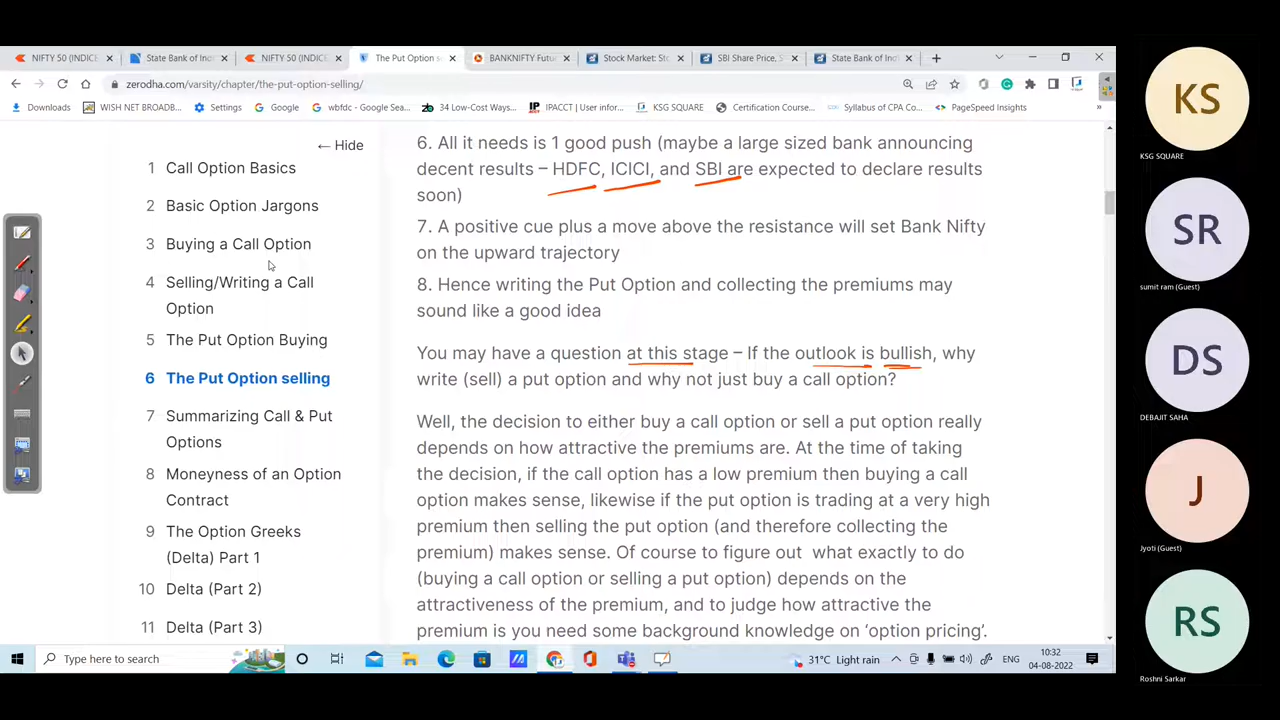 NIFTY 50 (INDICE
State Bank of Ind
NIFTY 50 (INDICE
The Put Option s
BANKNIFTY Futu
Stock Market: St
SBI Share Price, S
State Bank of Ind
zerodha.com/varsity/chapter/the-put-option-selling/
Downloads
WISH NET BROADB...
Settings
Google
wbfdc - Google Sea...
34 Low-Cost Ways...
IPACCT | User infor...
KSG SQUARE
Certification Course...
Syllabus of CPA Co...
PageSpeed Insights
← Hide
1 Call Option Basics
2 Basic Option Jargons
3 Buying a Call Option
4 Selling/Writing a Call
Option
5 The Put Option Buying
6 The Put Option selling
7 Summarizing Call & Put
Options
8 Moneyness of an Option
Contract
9 The Option Greeks
(Delta) Part 1
10 Delta (Part 2)
11 Delta (Part 3)
6. All it needs is 1 good push (maybe a large sized bank announcing
decent results – HDFC, ICICI, and SBI are expected to declare results
soon)
7. A positive cue plus a move above the resistance will set Bank Nifty
on the upward trajectory
8. Hence writing the Put Option and collecting the premiums may
sound like a good idea
You may have a question at this stage – If the outlook is bullish, why
write (sell) a put option and why not just buy a call option?
Well, the decision to either buy a call option or sell a put option really
depends on how attractive the premiums are. At the time of taking
the decision, if the call option has a low premium then buying a call
option makes sense, likewise if the put option is trading at a very high
premium then selling the put option (and therefore collecting the
premium) makes sense. Of course to figure out what exactly to do
(buying a call option or selling a put option) depends on the
attractiveness of the premium, and to judge how attractive the
premium is you need some background knowledge on ‘option pricing’.
Type here to search
31°C Light rain
ENG
10:32
04-08-2022
KS
KSG SQUARE
SR
sumit ram (Guest)
DS
DEBAJIT SAHA
J
Jyoti (Guest)
RS
Roshni Sarkar